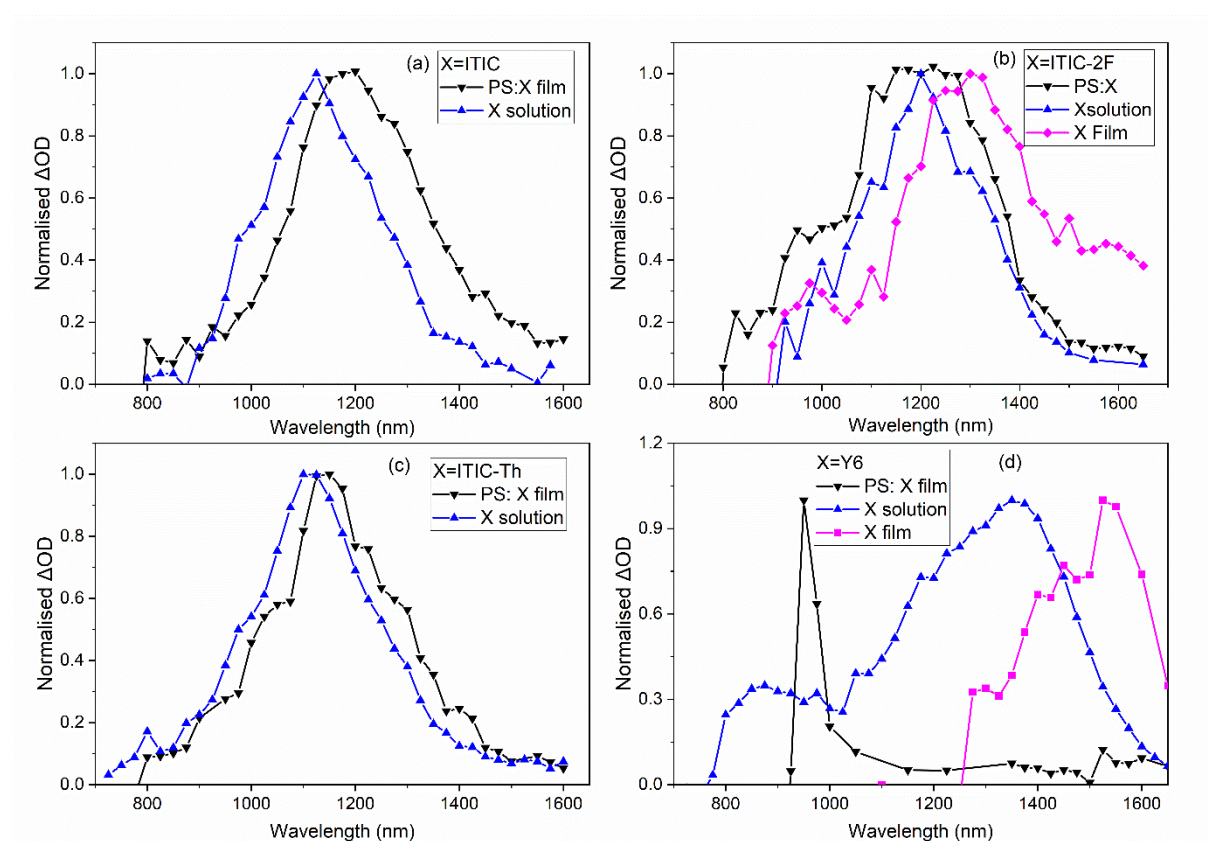 (a)
X=ITIC
PS:X film
X solution
1.0
0.8
0.6
0.4
0.2
0.0
Normalised ΔOD
800 1000 1200 1400 1600
Wavelength (nm)
(b)
X=ITIC-2F
PS:X
Xsolution
X Film
1.0
0.8
0.6
0.4
0.2
0.0
Normalised ΔOD
800 1000 1200 1400 1600
Wavelength (nm)
(c)
X=ITIC-Th
PS: X film
X solution
1.0
0.8
0.6
0.4
0.2
0.0
Normalised ΔOD
800 1000 1200 1400 1600
Wavelength (nm)
(d)
X=Y6
PS: X film
X solution
X film
1.2
0.9
0.6
0.3
0.0
Normalised ΔOD
800 1000 1200 1400 1600
Wavelength (nm)